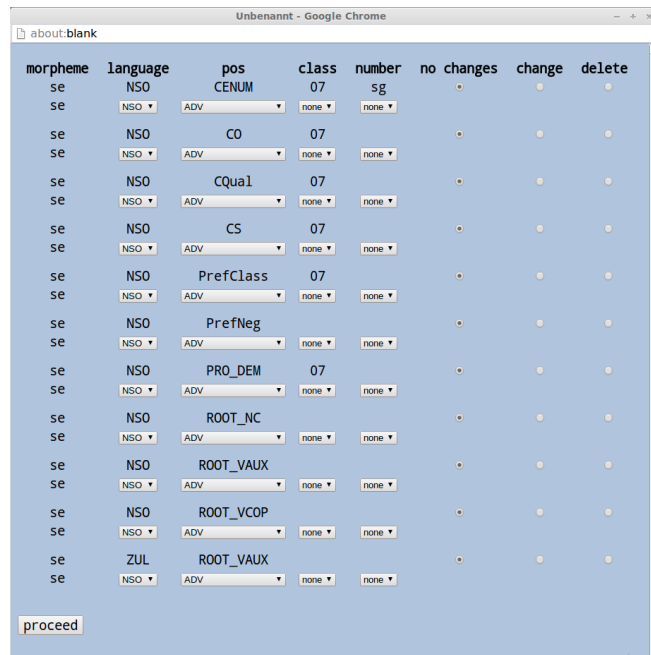 Unbenannt - Google Chrome
about:blank
morpheme language pos class number no changes change delete
se NSO CENUM 07 sg
se NSO ADV none none
se NSO CO 07
se NSO ADV none none
se NSO CQual 07
se NSO ADV none none
se NSO CS 07
se NSO ADV none none
se NSO PrefClass 07
se NSO ADV none none
se NSO PrefNeg
se NSO ADV none none
se NSO PRO_DEM 07
se NSO ADV none none
se NSO ROOT_NC
se NSO ADV none none
se NSO ROOT_VAUX
se NSO ADV none none
se NSO ROOT_VCOP
se NSO ADV none none
se ZUL ROOT_VAUX
se NSO ADV none none
proceed